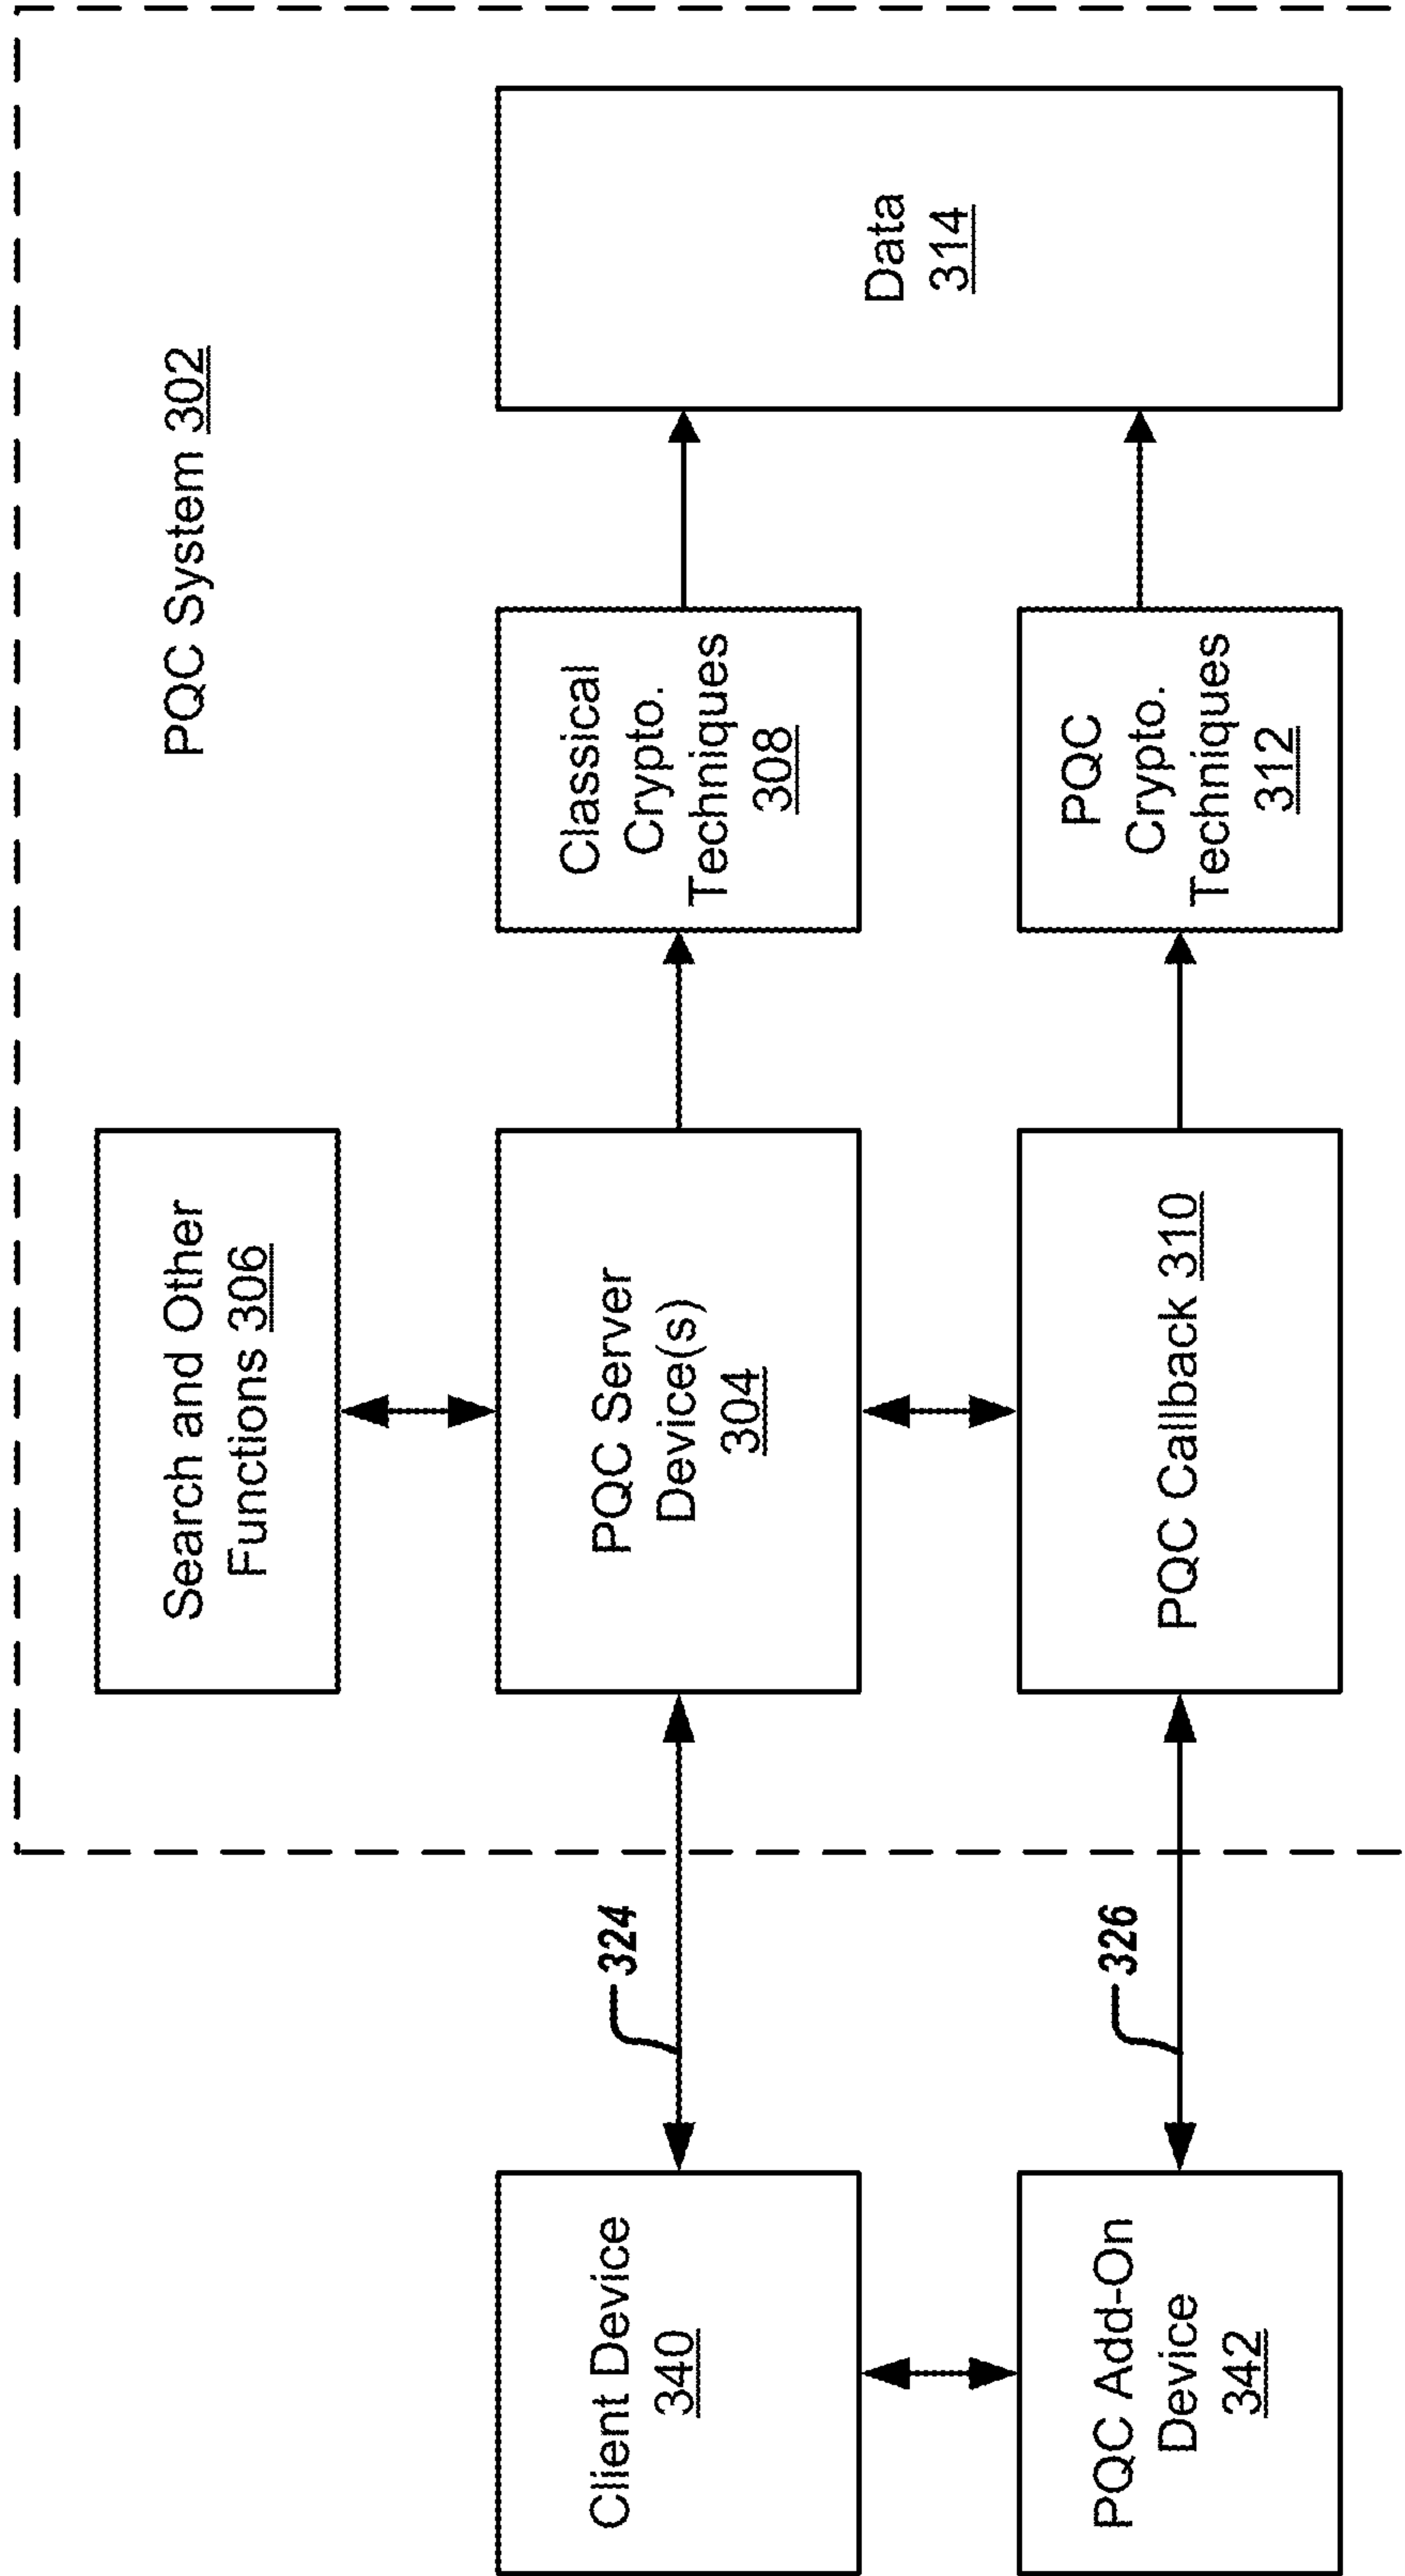 PQC System 302
Search and Other
Functions 306
Client Device
340
324
PQC Server
Device(s)
304
Classical
Crypto.
Techniques
308
Data
314
PQC Add-On
Device
342
326
PQC Callback 310
PQC
Crypto.
Techniques
312